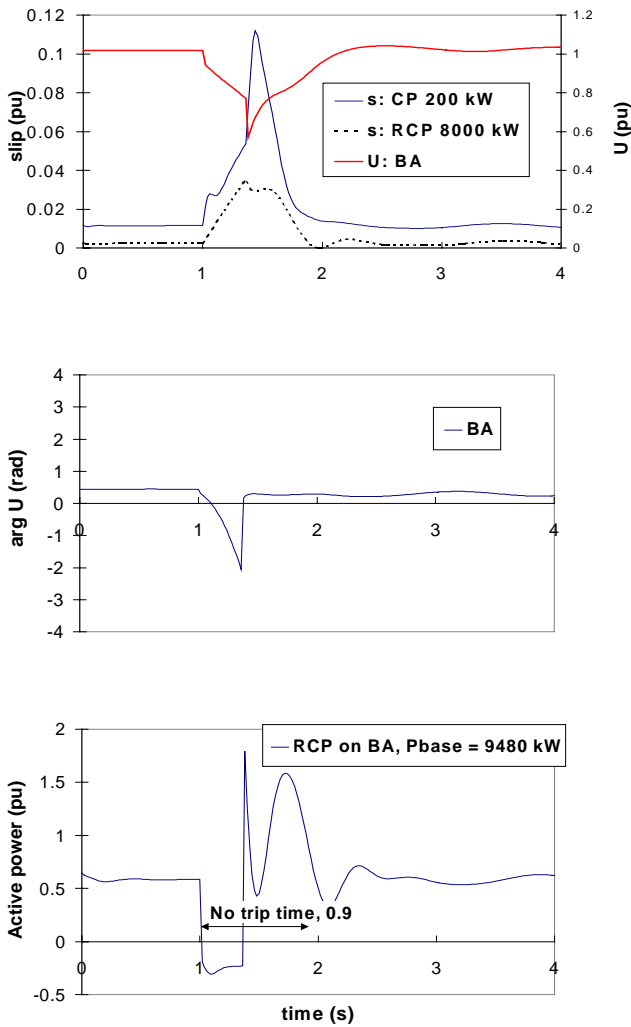 0.12
0.1
0.08
0.06
0.04
0.02
0
slip (pu)
1.2
1
0.8
0.6
0.4
0.2
0
U (pu)
s: CP 200 kW
s: RCP 8000 kW
U: BA
0 1 2 3 4
4
3
2
1
0
-1
-2
-3
-4
arg U (rad)
BA
0 1 2 3 4
2
1.5
1
0.5
0
-0.5
Active power (pu)
RCP on BA, Pbase = 9480 kW
No trip time, 0.9
0 1 2 3 4
time (s)